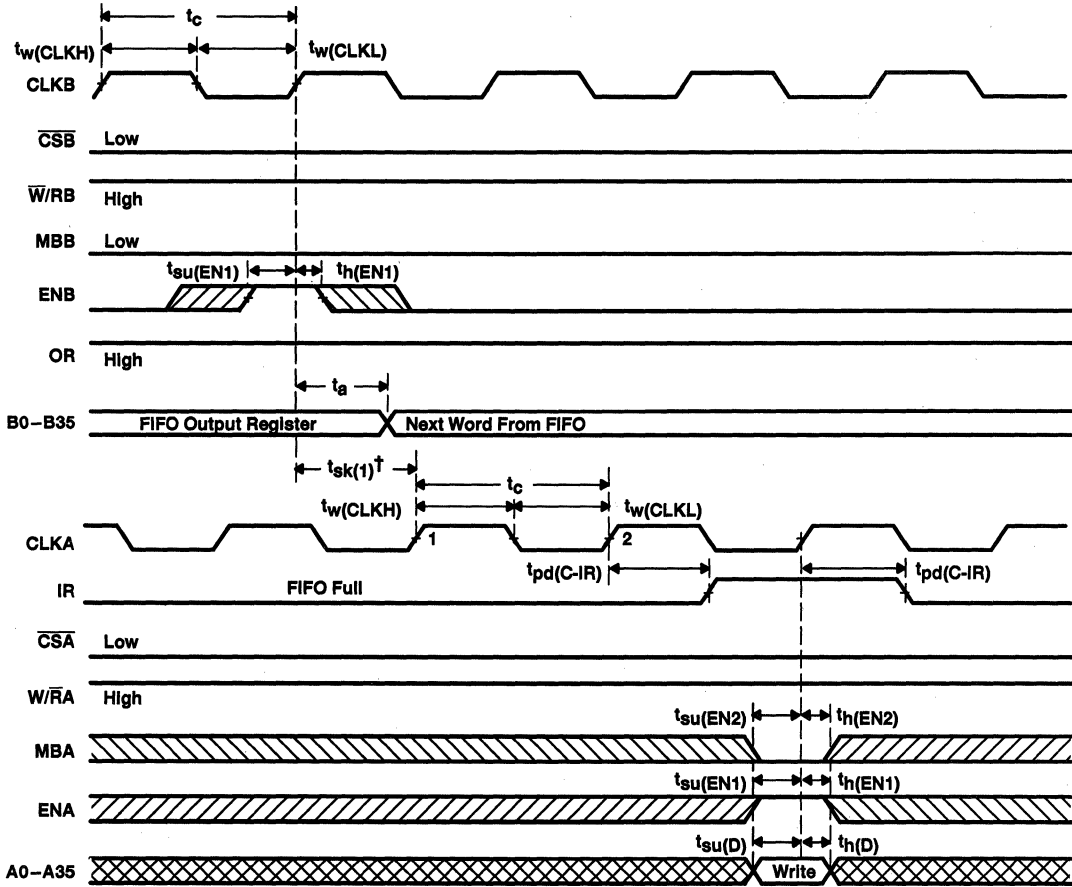 tc
tw(CLKH) tw(CLKL)
CLKB
CSB Low
W/RB High
MBB Low
tsu(EN1) th(EN1)
ENB
OR High
ta
B0–B35 FIFO Output Register Next Word From FIFO
tsk(1)†
tc
tw(CLKH) tw(CLKL)
CLKA 1 2
tpd(C-IR) tpd(C-IR)
IR FIFO Full
CSA Low
W/RA High
tsu(EN2) th(EN2)
MBA
tsu(EN1) th(EN1)
ENA
tsu(D) th(D)
A0–A35 Write